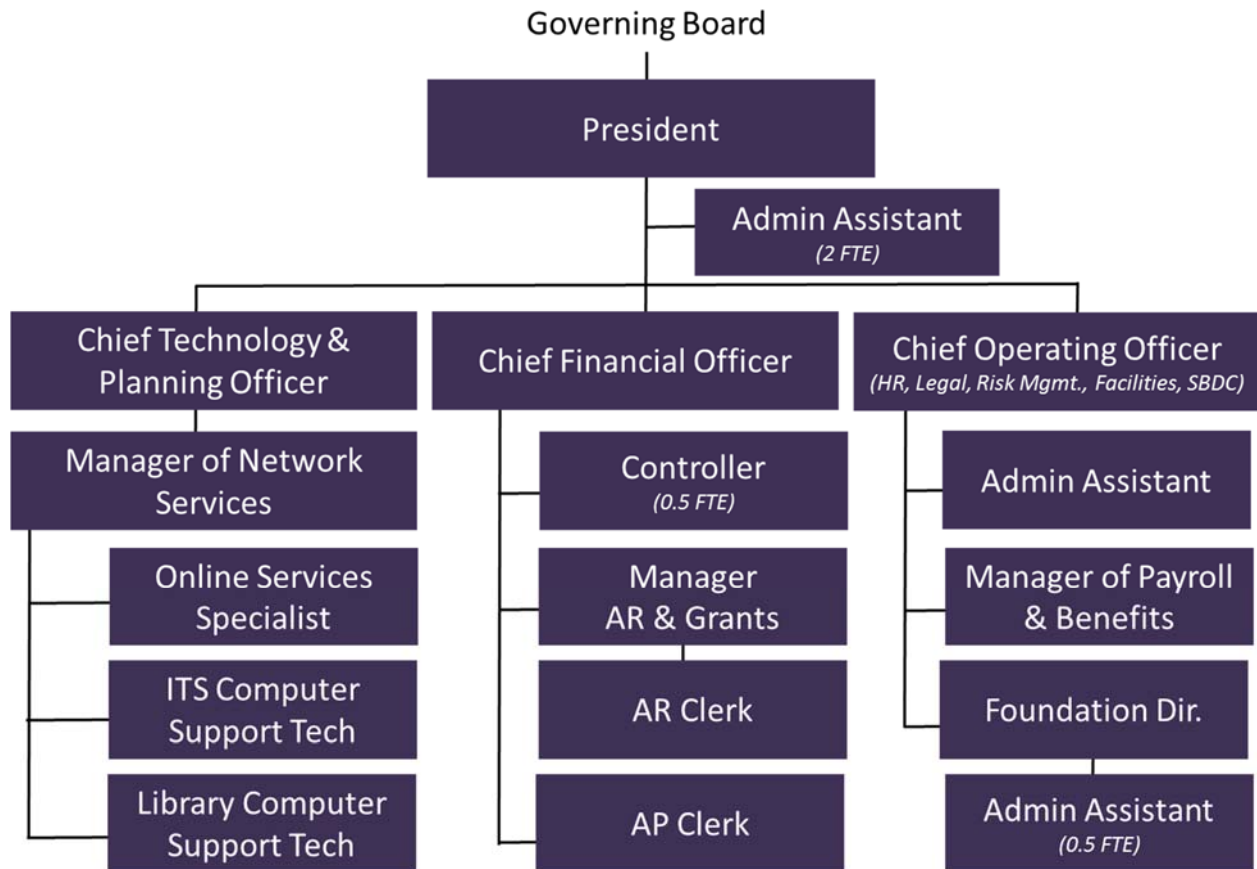 Governing Board
President
Admin Assistant
(2 FTE)
Chief Technology &
Planning Officer
Chief Financial Officer
Chief Operating Officer
(HR, Legal, Risk Mgmt., Facilities, SBDC)
Manager of Network
Services
Controller
(0.5 FTE)
Admin Assistant
Online Services
Specialist
Manager
AR & Grants
Manager of Payroll
& Benefits
ITS Computer
Support Tech
AR Clerk
Foundation Dir.
Library Computer
Support Tech
AP Clerk
Admin Assistant
(0.5 FTE)